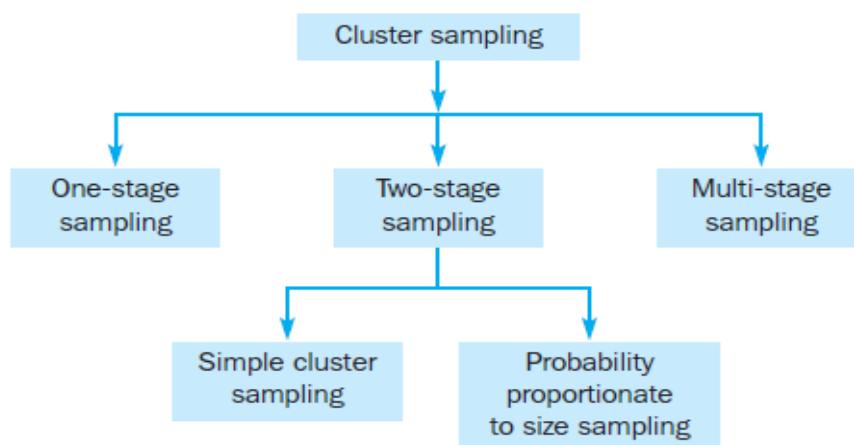 Cluster sampling
One-stage
sampling
Two-stage
sampling
Multi-stage
sampling
Simple cluster
sampling
Probability
proportionate
to size sampling